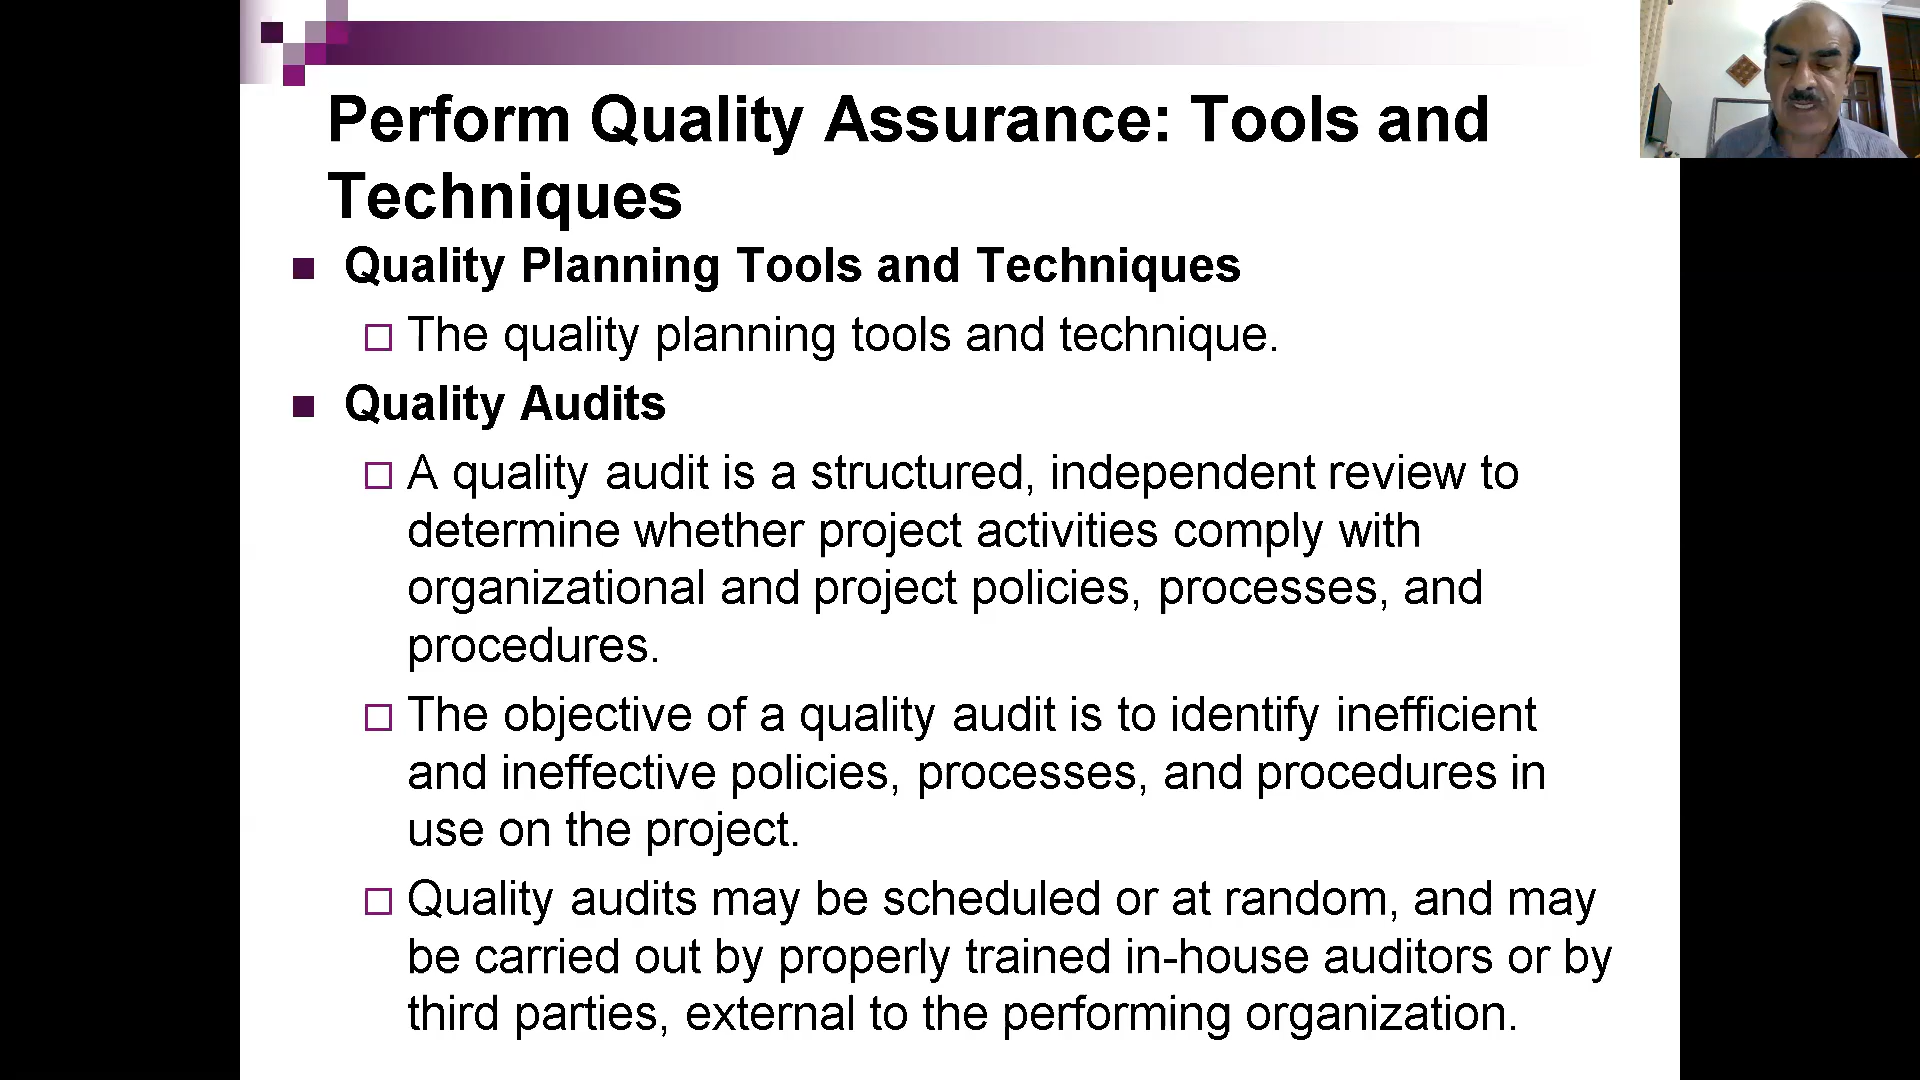 Perform Quality Assurance: Tools and
Techniques
Quality Planning Tools and Techniques
The quality planning tools and technique.
Quality Audits
A quality audit is a structured, independent review to
determine whether project activities comply with
organizational and project policies, processes, and
procedures.
The objective of a quality audit is to identify inefficient
and ineffective policies, processes, and procedures in
use on the project.
Quality audits may be scheduled or at random, and may
be carried out by properly trained in-house auditors or by
third parties, external to the performing organization.